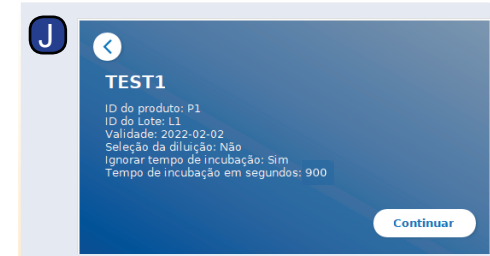 J
TEST1
ID do produto: P1
ID do Lote: L1
Validade: 2022-02-02
Seleção da diluição: Não
Ignorar tempo de incubação: Sim
Tempo de incubação em segundos: 900
Continuar